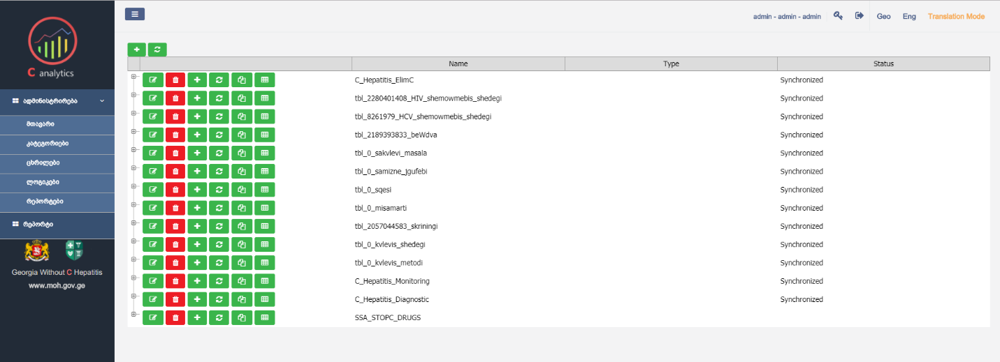 admin - admin - admin
Geo
Eng
Translation Mode
C analytics
ადმინისტრირება
მთავარი
კატეგორიები
ცხრილები
ლოგიკები
რეპორტები
რეპორტი
Georgia Without C Hepatitis
www.moh.gov.ge
Name Type Status
C_Hepatitis_ElimC Synchronized
tbl_2280401408_HIV_shemowmebis_shedegi Synchronized
tbl_8261979_HCV_shemowmebis_shedegi Synchronized
tbl_2189393833_beWdva Synchronized
tbl_0_sakvlevi_masala Synchronized
tbl_0_samizne_jgufebi Synchronized
tbl_0_sqesi Synchronized
tbl_0_misamarti Synchronized
tbl_2057044583_skriningi Synchronized
tbl_0_kvlevis_shedegi Synchronized
tbl_0_kvlevis_metodi Synchronized
C_Hepatitis_Monitoring Synchronized
C_Hepatitis_Diagnostic Synchronized
SSA_STOPC_DRUGS